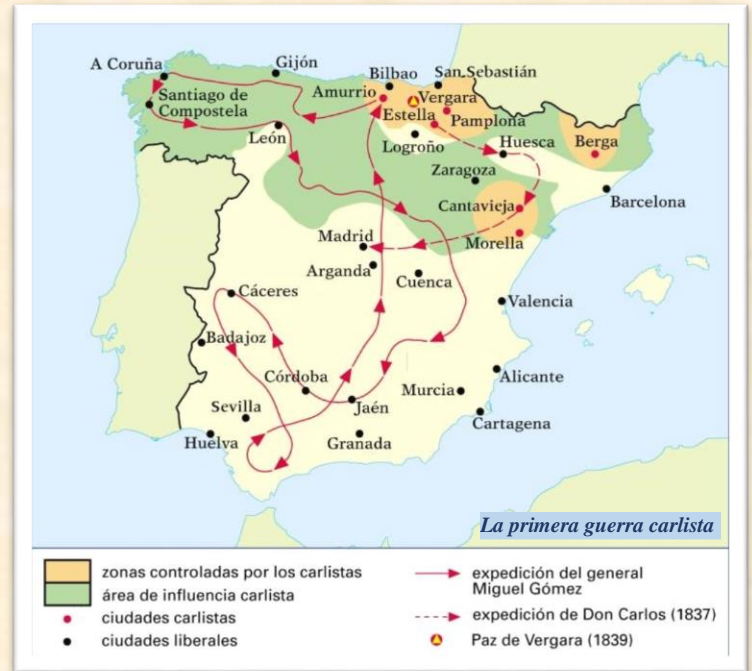 A Coruña
Gijón
Bilbao
San Sebastián
Amurrio
Vergara
Santiago de
Compostela
Estella
Pamplona
León
Logroño
Huesca
Berga
Zaragoza
Cantavieja
Barcelona
Madrid
Morella
Arganda
Cuenca
Cáceres
Valencia
Badajoz
Córdoba
Murcia
Alicante
Sevilla
Jaén
Cartagena
Huelva
Granada
La primera guerra carlista
zonas controladas por los carlistas
área de influencia carlista
ciudades carlistas
ciudades liberales
expedición del general
Miguel Gómez
expedición de Don Carlos (1837)
Paz de Vergara (1839)